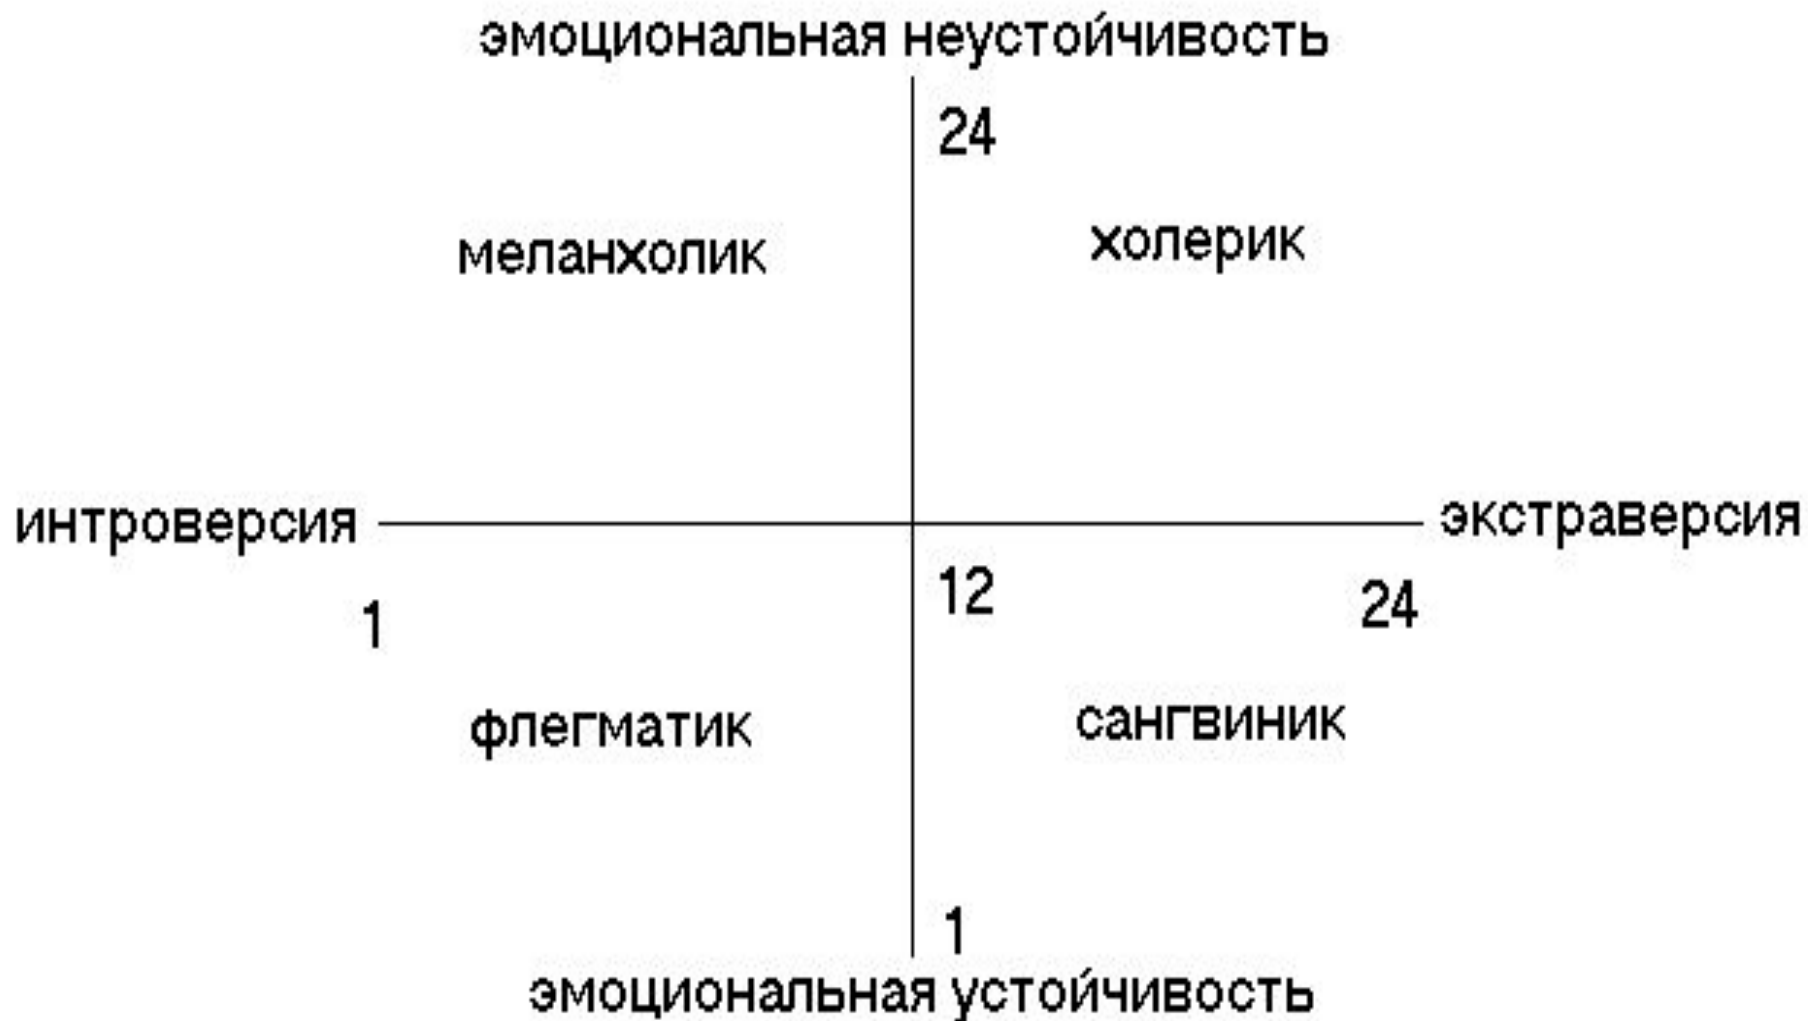 эмоциональная неустойчивость
24
меланхолик холерик
интроверсия экстраверсия
1 12 24
флегматик сангвиник
1
эмоциональная устойчивость